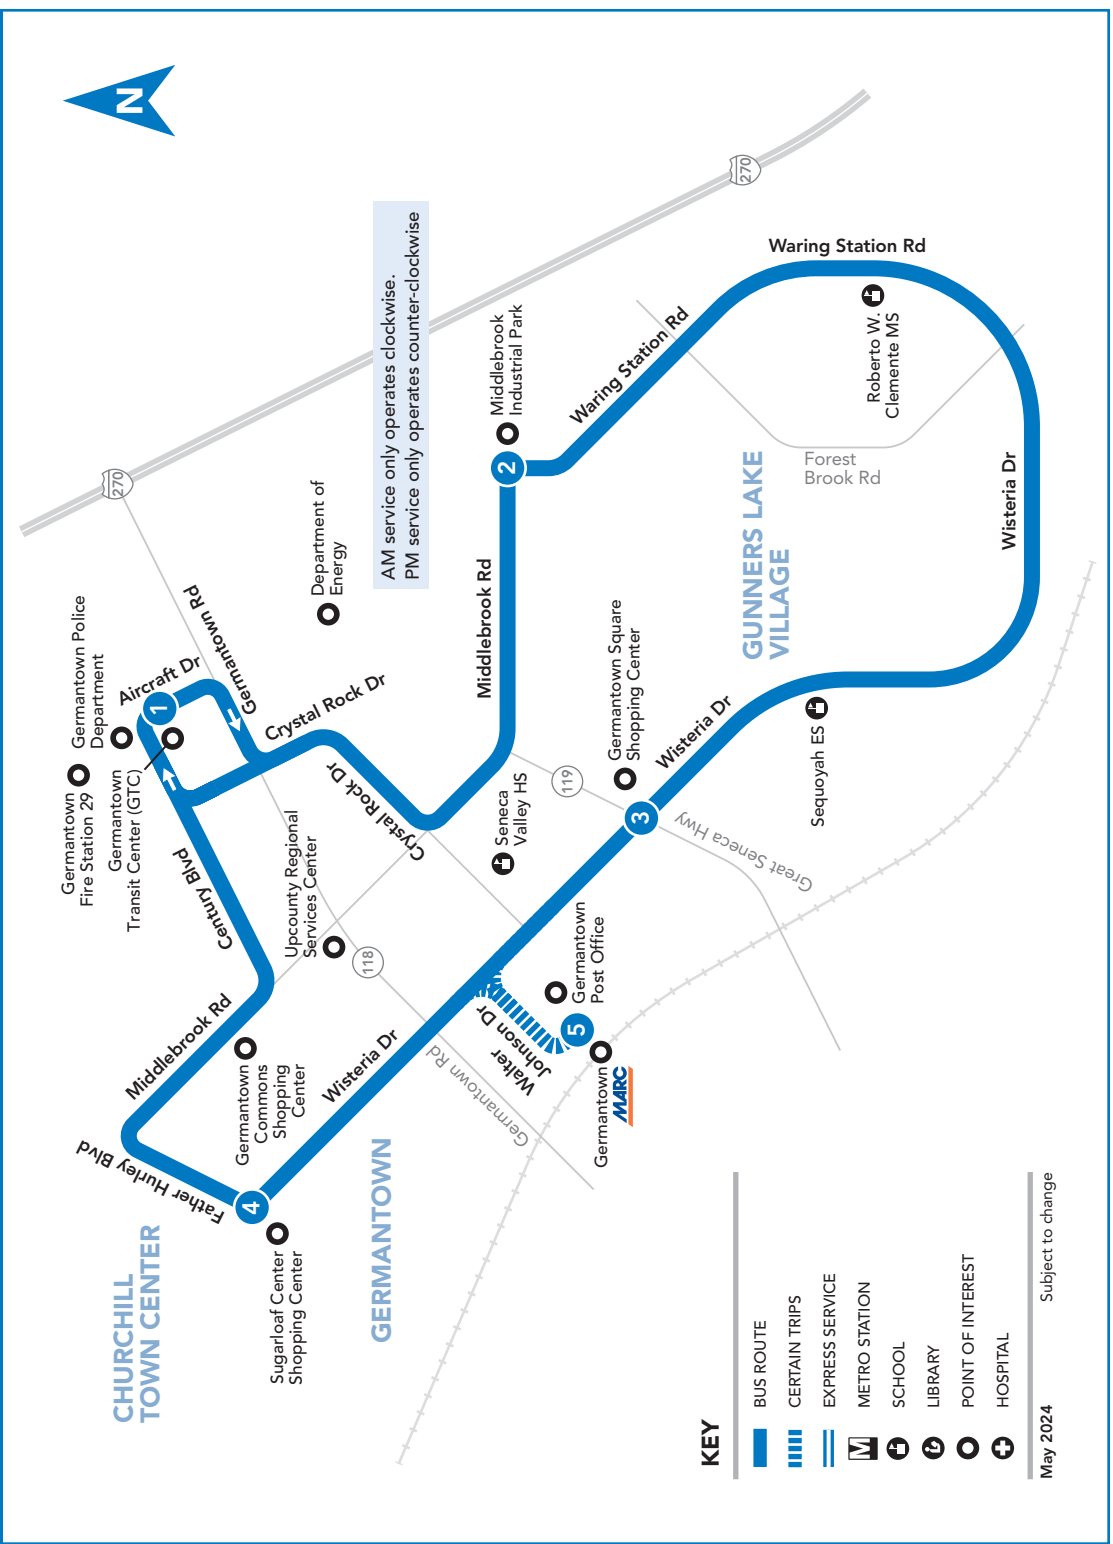 N
270
270
AM service only operates clockwise.
PM service only operates counter-clockwise
Waring Station Rd
Waring Station Rd
Roberto W.
Clemente MS
Forest
Brook Rd
Wisteria Dr
GUNNERS LAKE
VILLAGE
Middlebrook
Industrial Park
2
Middlebrook Rd
Department of
Energy
Germantown Rd
Aircraft Dr
1
Germantown Police
Department
Germantown
Fire Station 29
Germantown
Transit Center (GTC)
Crystal Rock Dr
Crystal Rock Dr
Century Blvd
Upcounty Regional
Services Center
118
119
Seneca
Valley HS
Germantown Square
Shopping Center
3
Wisteria Dr
Great Seneca Hwy
Sequoyah ES
Germantown
Post Office
5
Germantown
MARC
Walter
Johnson Dr
Germantown Rd
Wisteria Dr
Middlebrook Rd
Germantown
Commons
Shopping
Center
Father Hurley Blvd
4
Sugarloaf Center
Shopping Center
CHURCHILL
TOWN CENTER
GERMANTOWN
KEY
BUS ROUTE
CERTAIN TRIPS
EXPRESS SERVICE
M
METRO STATION
SCHOOL
LIBRARY
POINT OF INTEREST
HOSPITAL
May 2024
Subject to change